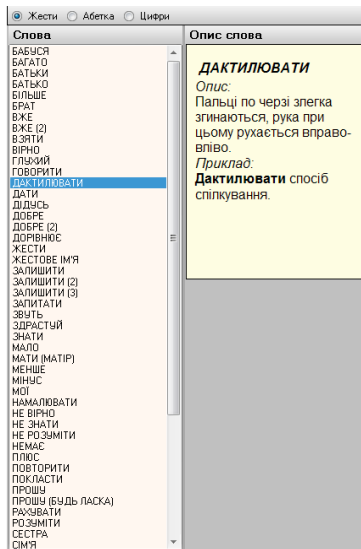 Жести Абетка Цифри
Слова
БАБУСЯ
БАГАТО
БАТЬКИ
БАТЬКО
БІЛЬШЕ
БРАТ
ВЖЕ
ВЖЕ (2)
ВЗЯТИ
ВІРНО
ГЛУХИЙ
ГОВОРИТИ
ДАКТИЛЮВАТИ
ДАТИ
ДІДУСЬ
ДОБРЕ
ДОБРЕ (2)
ДОРІВНЮЄ
ЖЕСТИ
ЖЕСТОВЕ ІМ'Я
ЗАЛИШИТИ
ЗАЛИШИТИ (2)
ЗАЛИШИТИ (3)
ЗАПИТАТИ
ЗВУТЬ
ЗДРАСТУЙ
ЗНАТИ
МАЛО
МАТИ (МАТІР)
МЕНШЕ
МІНУС
МОЇ
НАМАЛЮВАТИ
НЕ ВІРНО
НЕ ЗНАТИ
НЕ РОЗУМІТИ
НЕМАЄ
ПЛЮС
ПОВТОРИТИ
ПОКЛАСТИ
ПРОШУ
ПРОШУ (БУДЬ ЛАСКА)
РАХУВАТИ
РОЗУМІТИ
СЕСТРА
СІМ'Я
Опис слова
ДАКТИЛЮВАТИ
Опис:
Пальці по черзі злегка
згинаються, рука при
цьому рухається вправо-
вліво.
Приклад:
Дактилювати спосіб
спілкування.